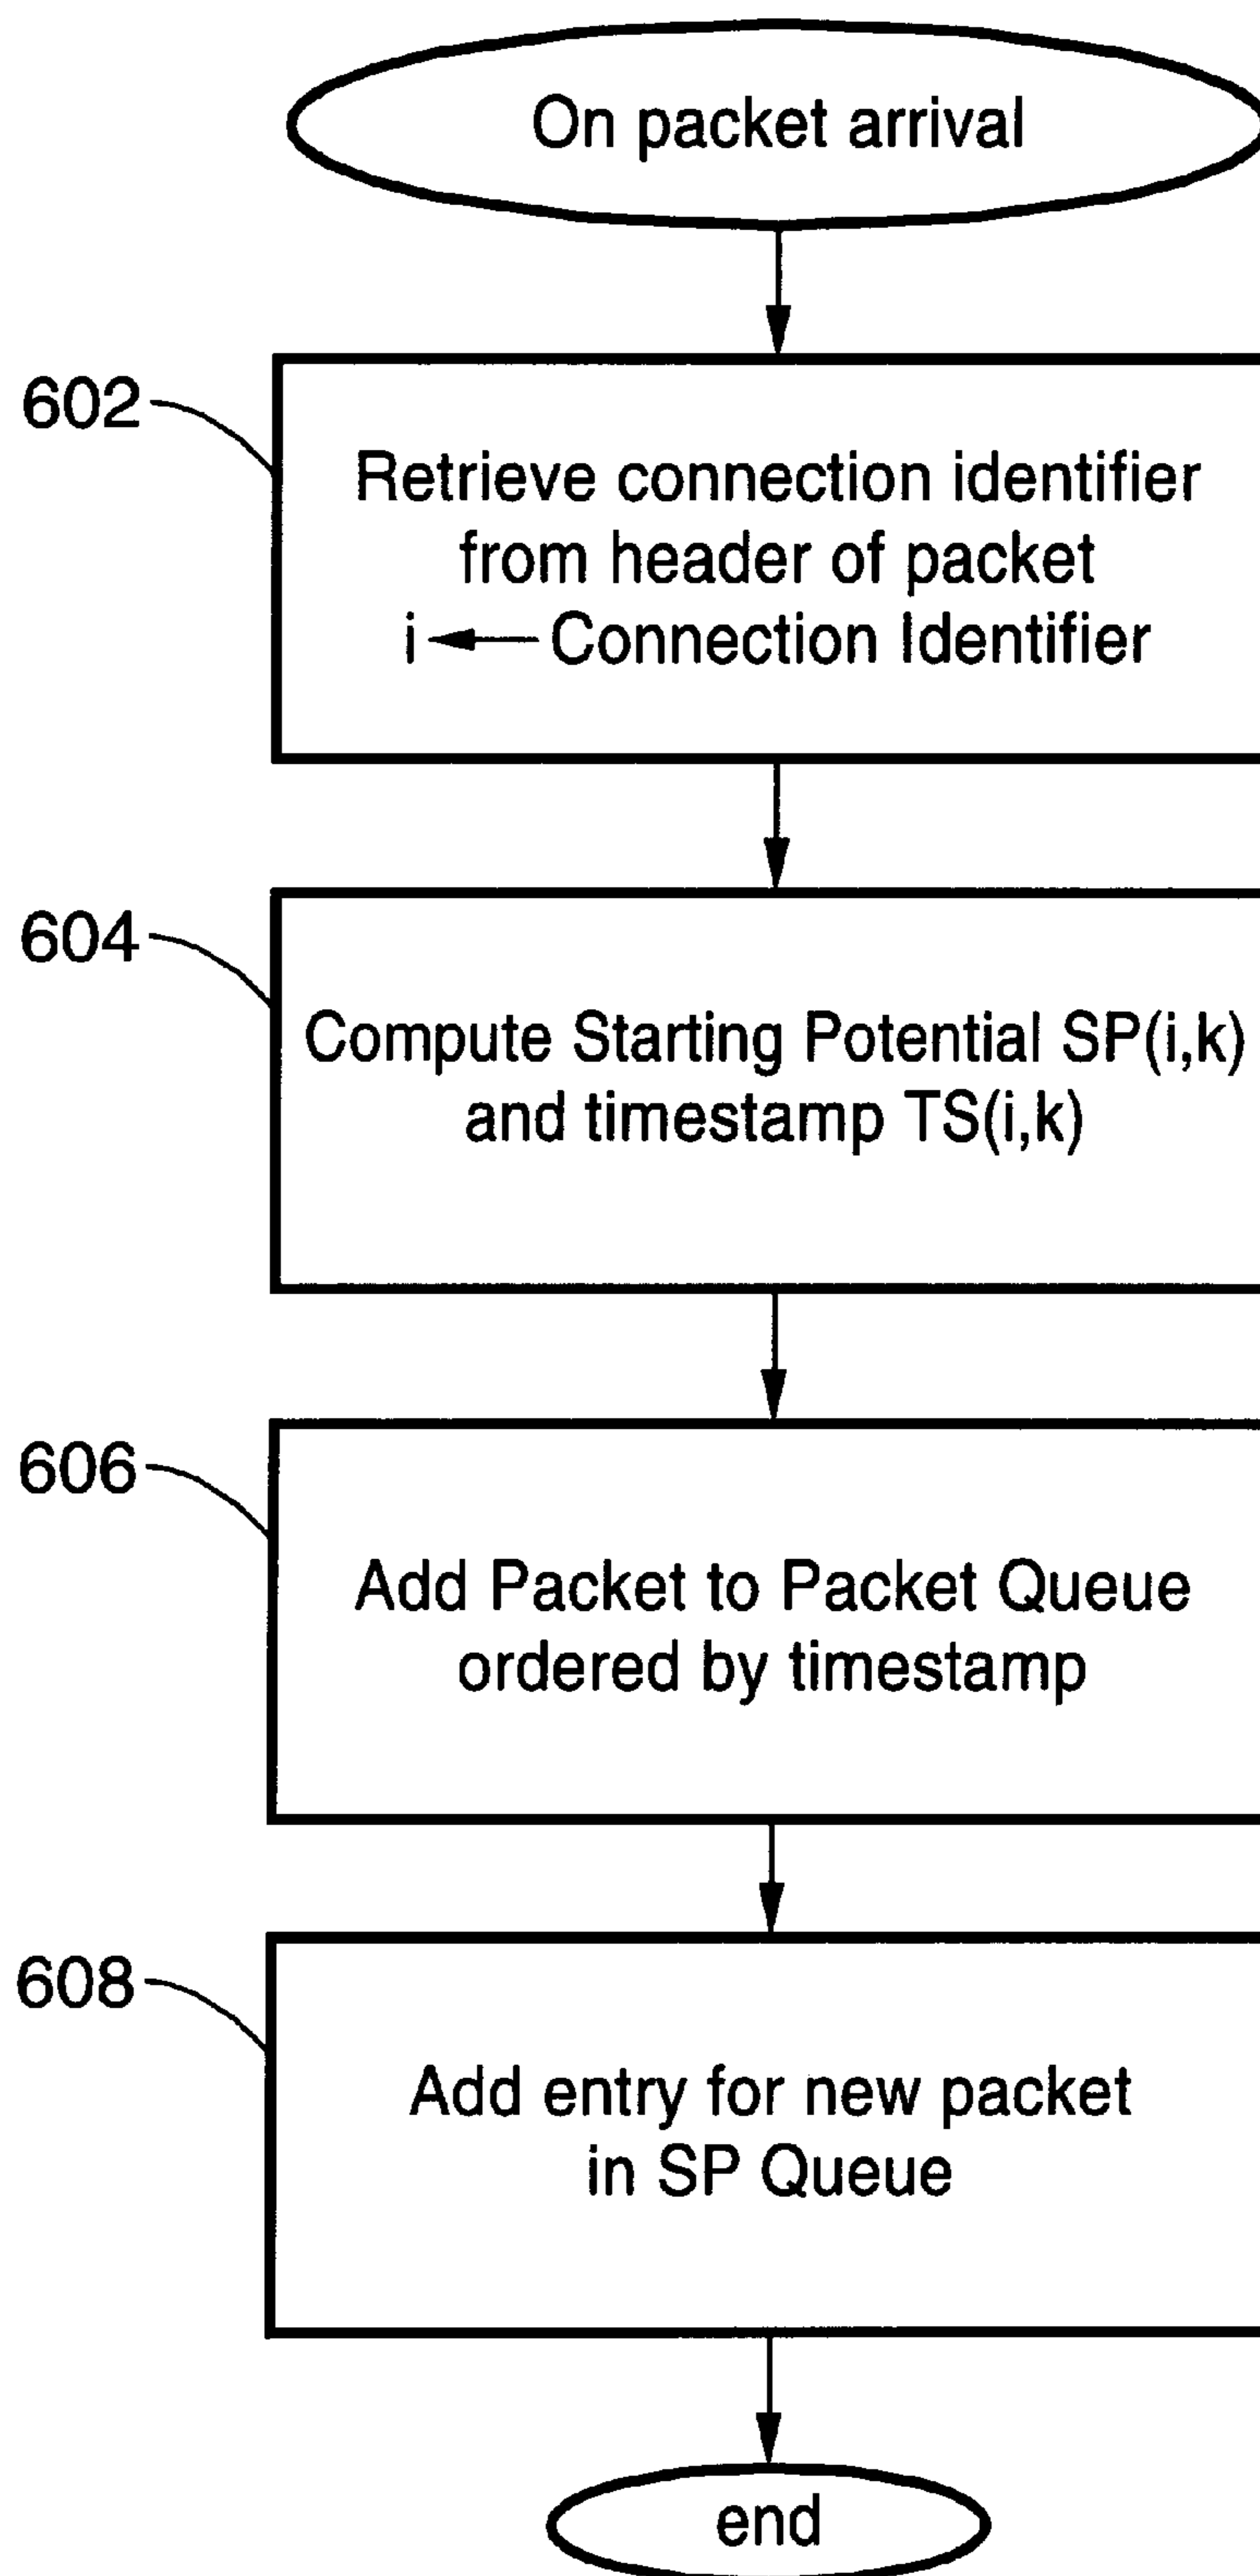 On packet arrival
602
Retrieve connection identifier
from header of packet
i ← Connection Identifier
604
Compute Starting Potential SP(i,k)
and timestamp TS(i,k)
606
Add Packet to Packet Queue
ordered by timestamp
608
Add entry for new packet
in SP Queue
end